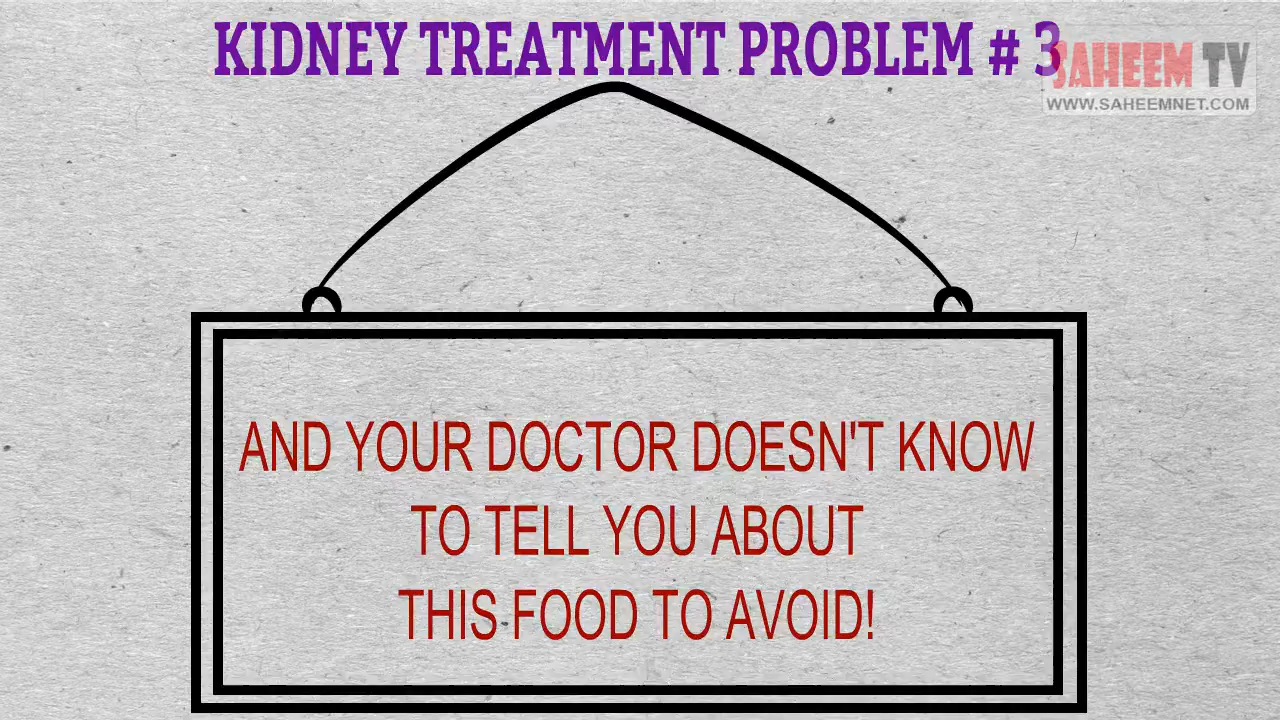 KIDNEY TREATMENT PROBLEM # 3
SAHEEM TV
WWW.SAHEEMNET.COM
AND YOUR DOCTOR DOESN'T KNOW
TO TELL YOU ABOUT
THIS FOOD TO AVOID!